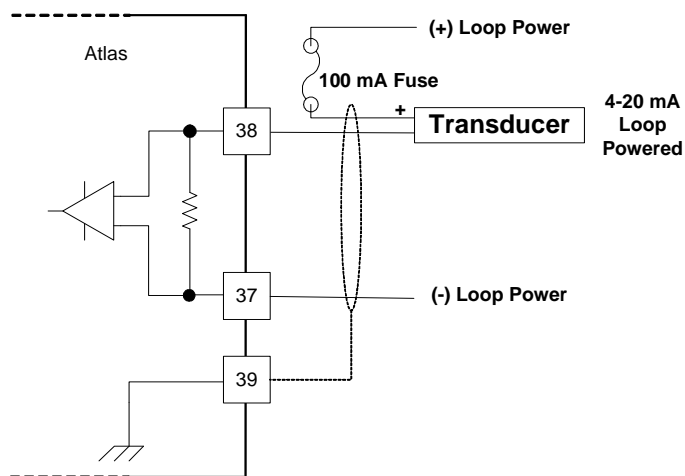 (+) Loop Power
Atlas
100 mA Fuse
+
Transducer
4-20 mA
Loop
Powered
38
37
(-) Loop Power
39